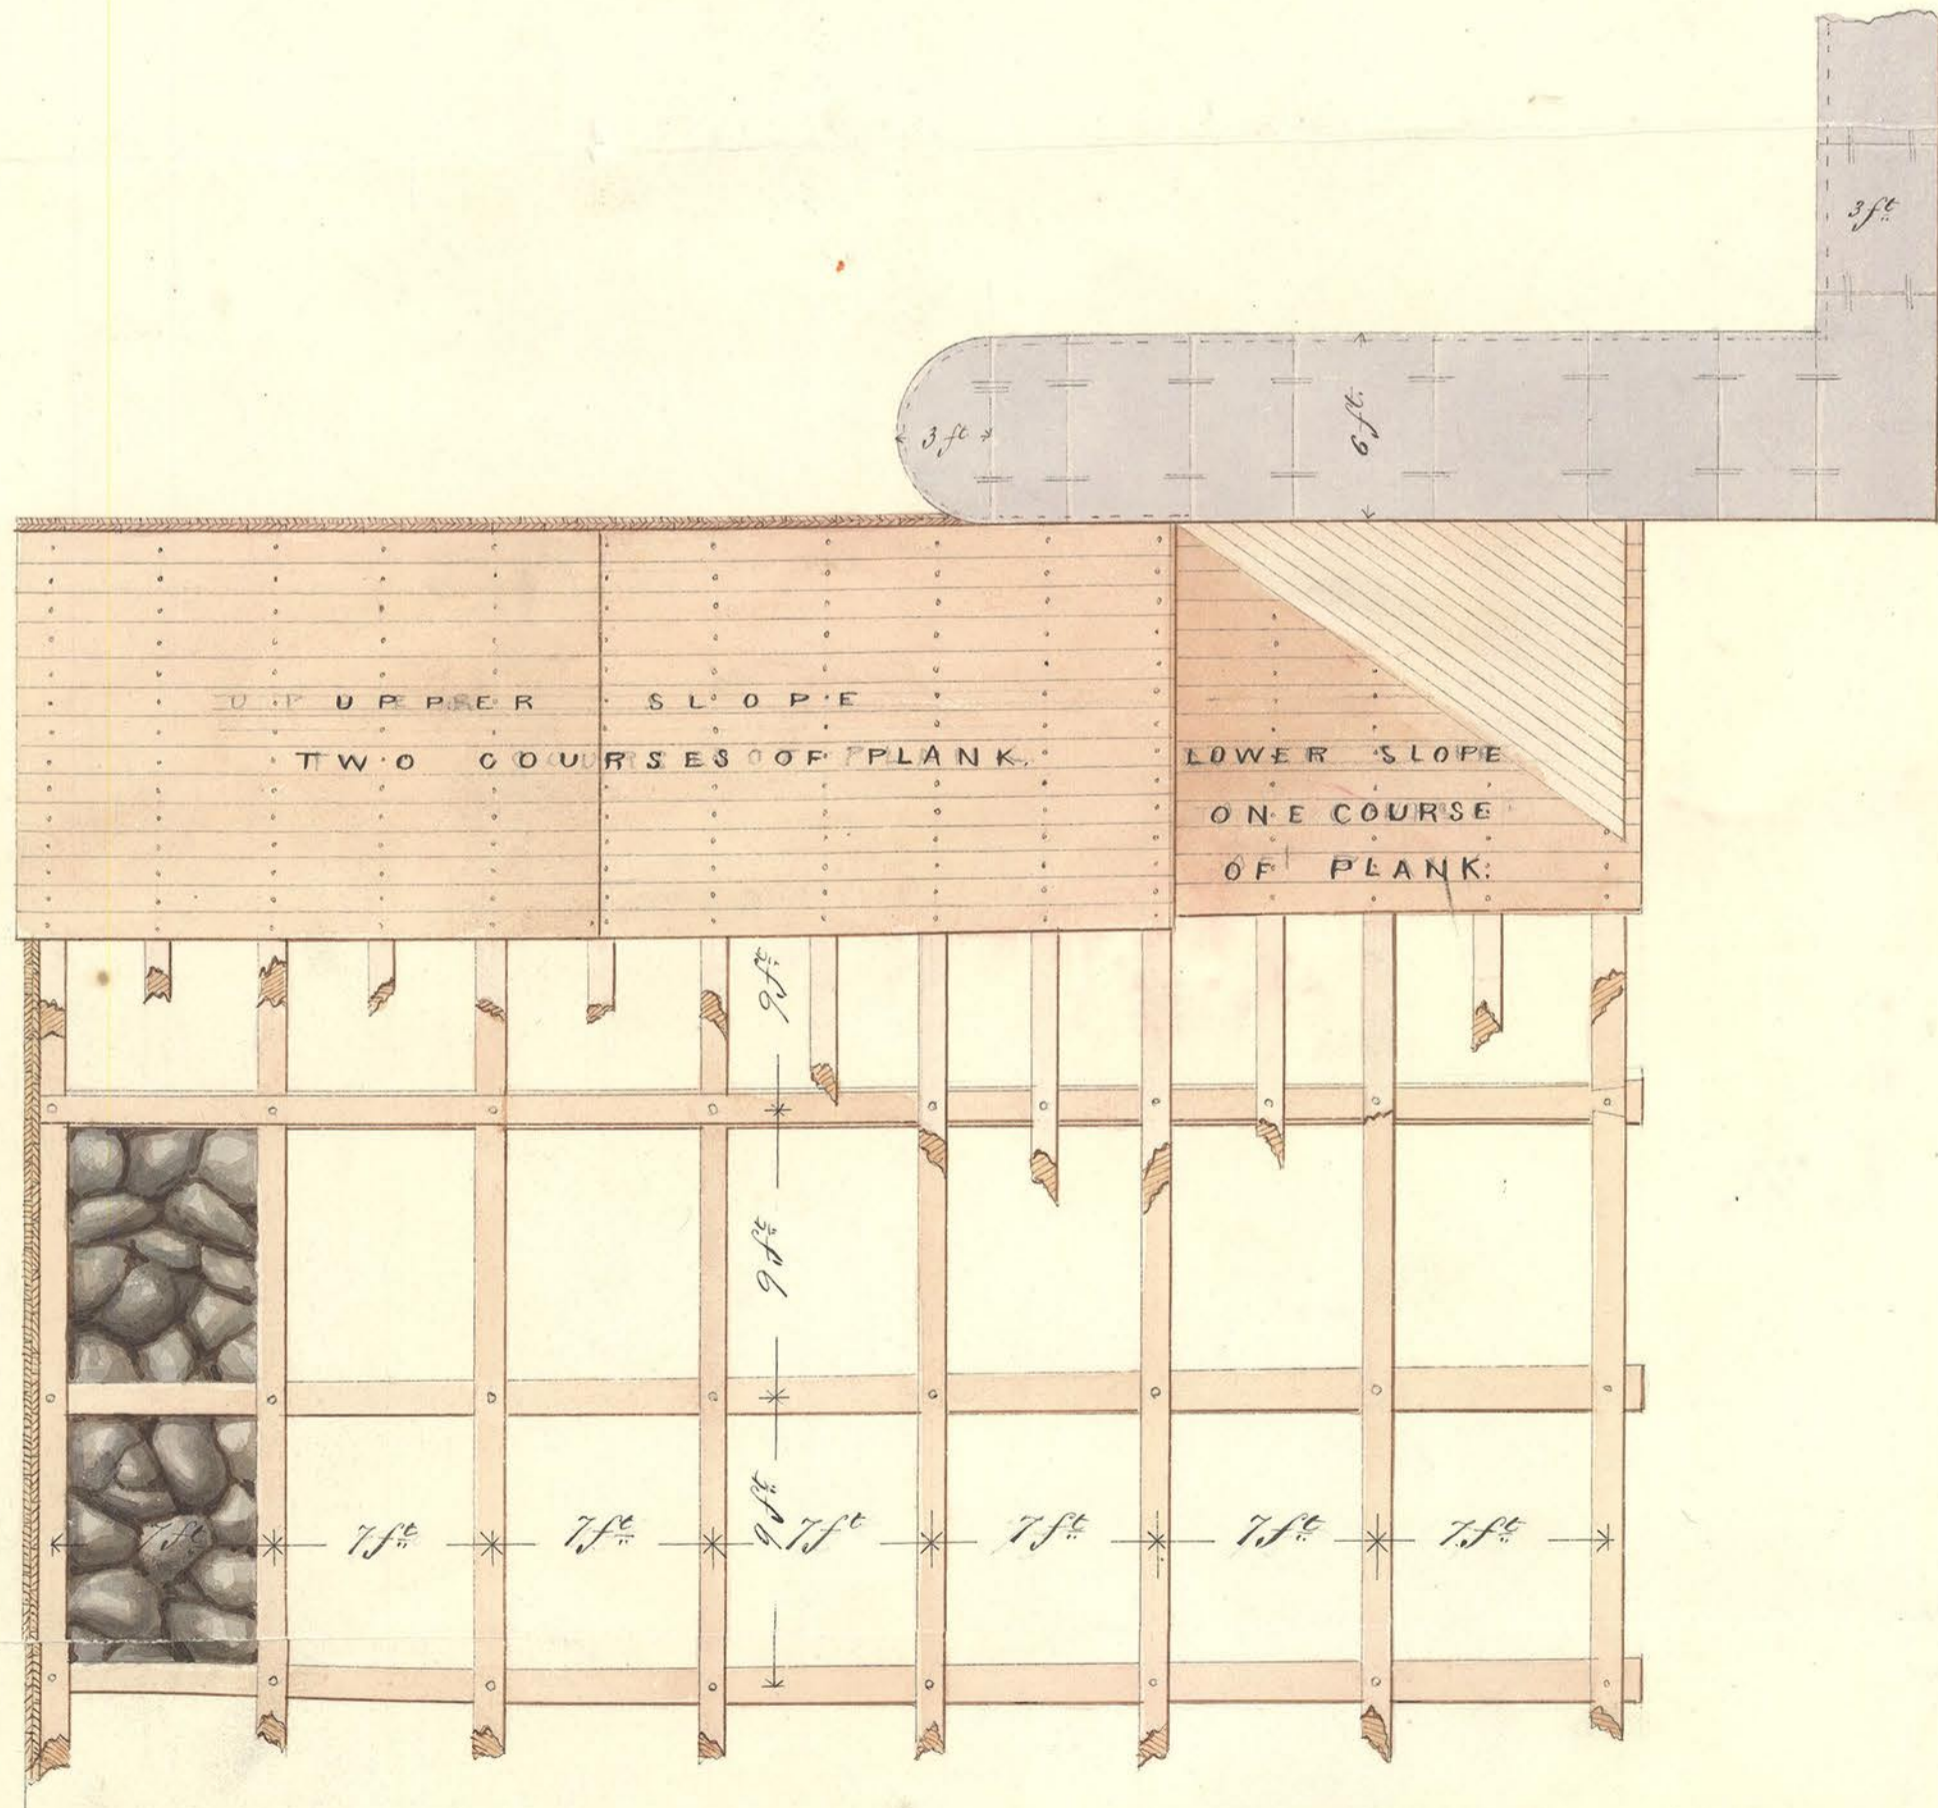 3 ft
3 ft
6 ft.
UPPER SLOPE
TWO COURSES OF PLANK.
LOWER SLOPE
ONE COURSE
OF PLANK.
9 ft
9 ft
9 ft
7 ft
7 ft
7 ft
7 ft
7 ft
7 ft
7 ft